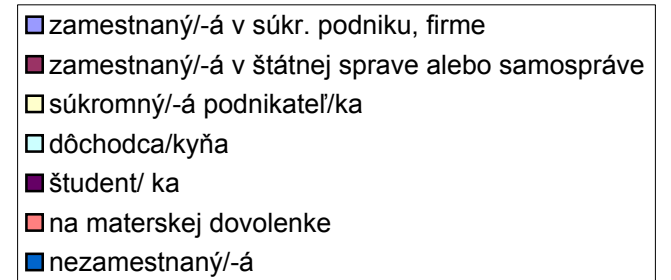 zamestnaný/-á v súkr. podniku, firme
zamestnaný/-á v štátnej sprave alebo samospráve
súkromný/-á podnikateľ/ka
dôchodca/kyňa
študent/ ka
na materskej dovolenke
nezamestnaný/-á